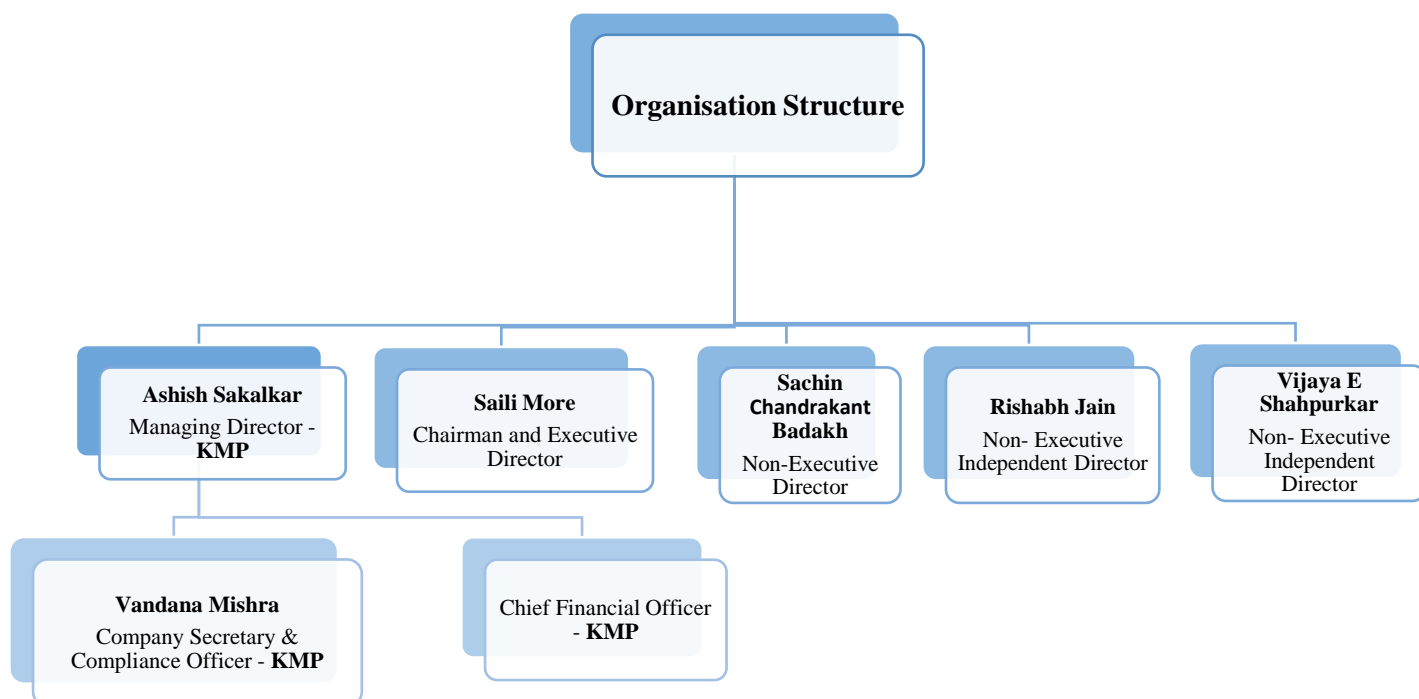 Organisation Structure
Ashish Sakalkar
Managing Director -
KMP
Saili More
Chairman and Executive
Director
Sachin
Chandrakant
Badakh
Non-Executive
Director
Rishabh Jain
Non- Executive
Independent Director
Vijaya E
Shahpurkar
Non- Executive
Independent
Director
Vandana Mishra
Company Secretary &
Compliance Officer - KMP
Chief Financial Officer
- KMP